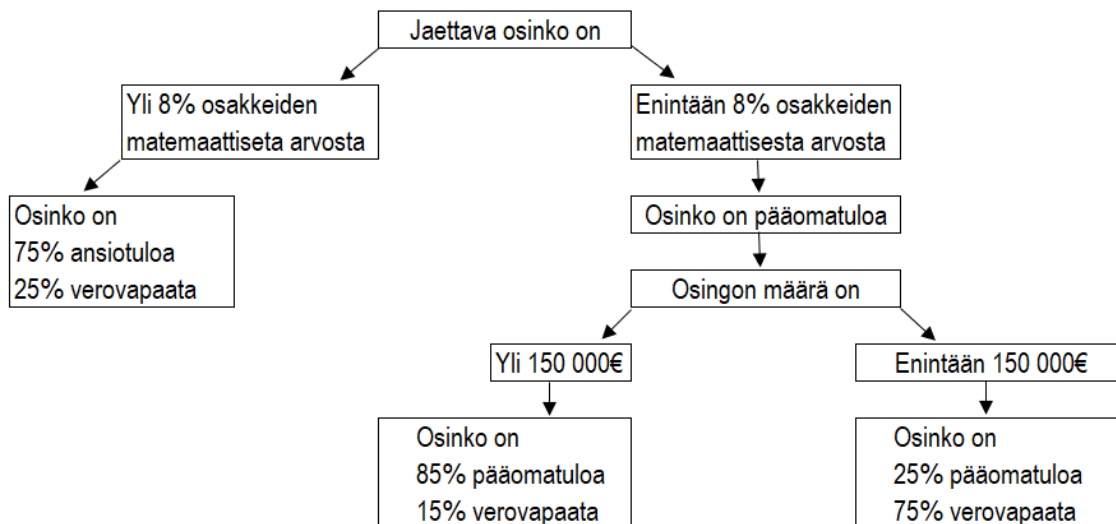 Jaettava osinko on
Yli 8% osakkeiden
matemaattiseta arvosta
Enintään 8% osakkeiden
matemaattisesta arvosta
Osinko on
75% ansiotuloa
25% verovapaata
Osinko on pääomatuloa
Osingon määrä on
Yli 150 000€
Enintään 150 000€
Osinko on
85% pääomatuloa
15% verovapaata
Osinko on
25% pääomatuloa
75% verovapaata